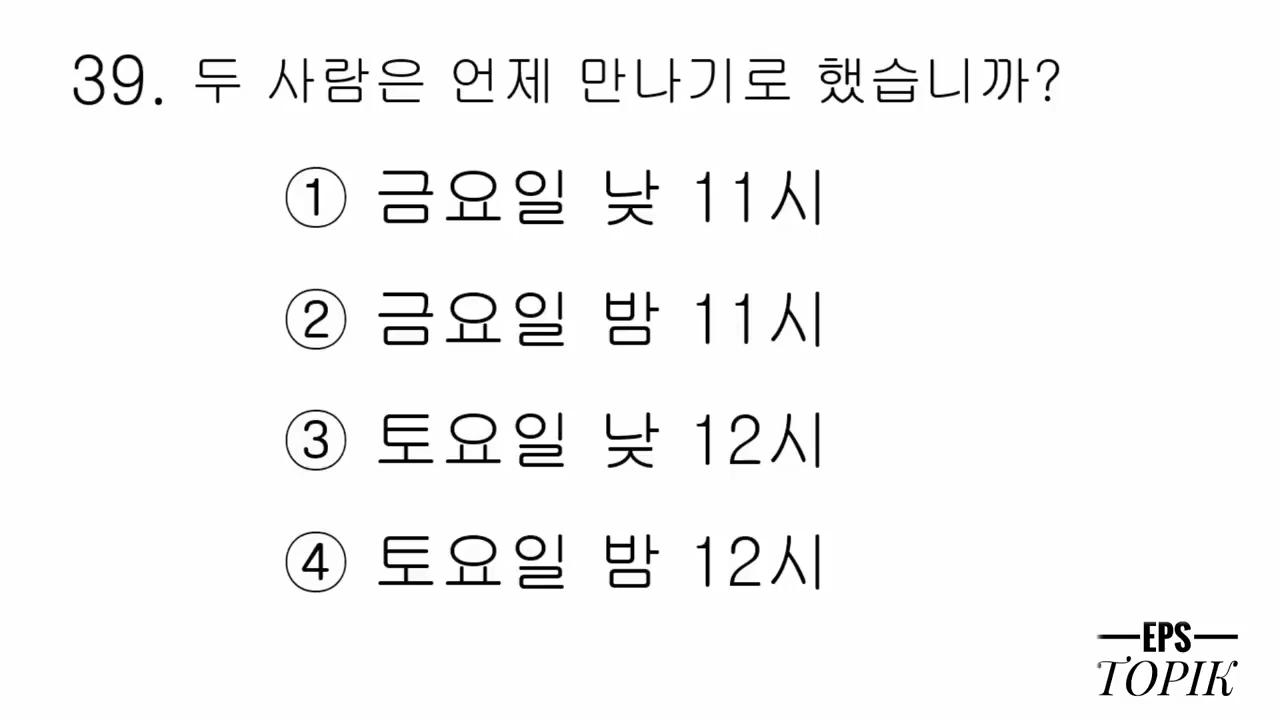 39. 두 사람은 언제 만나기로 했습니까?
① 금요일 낮 11시
② 금요일 밤 11시
③ 토요일 낮 12시
④ 토요일 밤 12시
EPS
TOPIK